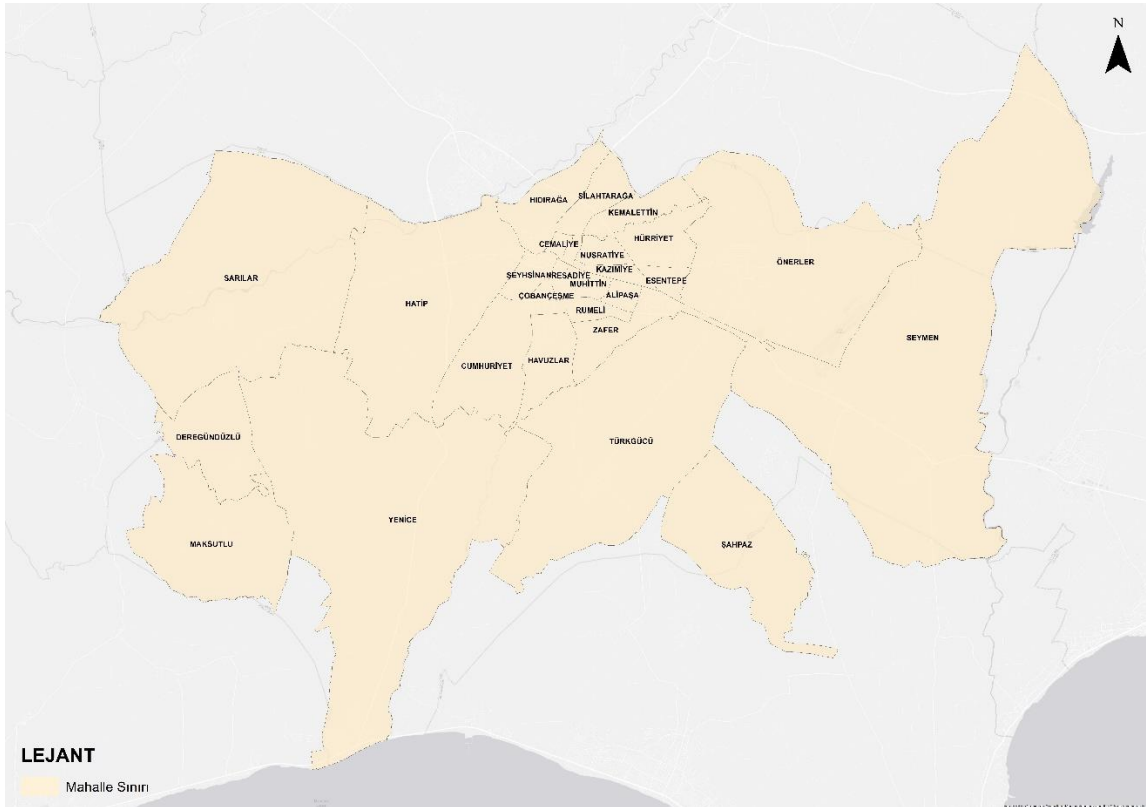 N
HIDIRAĞA
SİLAHTARAĞA
KEMALETTİN
CEMALİYE
HÜRRİYET
NUSRATİYE
SARILAR
ÖNERLER
ŞEYHSİNAN
REŞADİYE
KAZIMİYE
MUHİTTİN
ESENTEPE
HATİP
ÇOBANÇEŞME
ALİPAŞA
RUMELİ
ZAFER
SEYMEN
CUMHURİYET
HAVUZLAR
DEREGÜNDÜZLÜ
TÜRKGÜCÜ
YENİCE
MAKSUTLU
ŞAHPAZ
LEJANT
Mahalle Sınırı